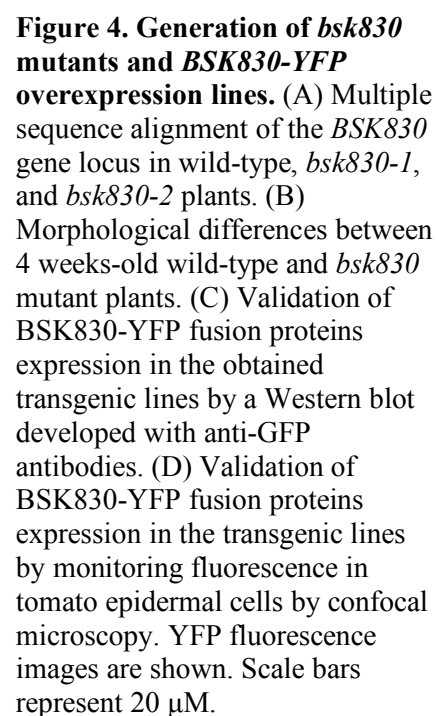 Figure 4. Generation of bsk830
mutants and BSK830-YFP
overexpression lines. (A) Multiple
sequence alignment of the BSK830
gene locus in wild-type, bsk830-1,
and bsk830-2 plants. (B)
Morphological differences between
4 weeks-old wild-type and bsk830
mutant plants. (C) Validation of
BSK830-YFP fusion proteins
expression in the obtained
transgenic lines by a Western blot
developed with anti-GFP
antibodies. (D) Validation of
BSK830-YFP fusion proteins
expression in the transgenic lines
by monitoring fluorescence in
tomato epidermal cells by confocal
microscopy. YFP fluorescence
images are shown. Scale bars
represent 20 μM.